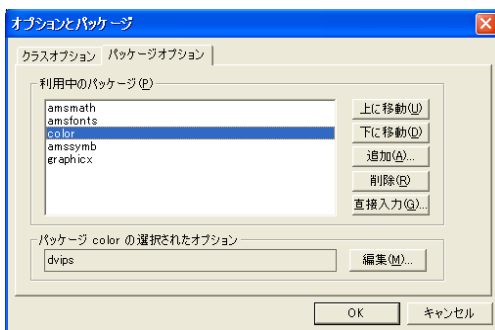 オプションとパッケージ
クラスオプション パッケージオプション
利用中のパッケージ(P)
amsmath
amsfonts
color
amssymb
graphicx
上に移動(U)
下に移動(D)
追加(A)...
削除(R)
直接入力(G)...
パッケージ color の選択されたオプション
dvips
編集(M)...
OK キャンセル